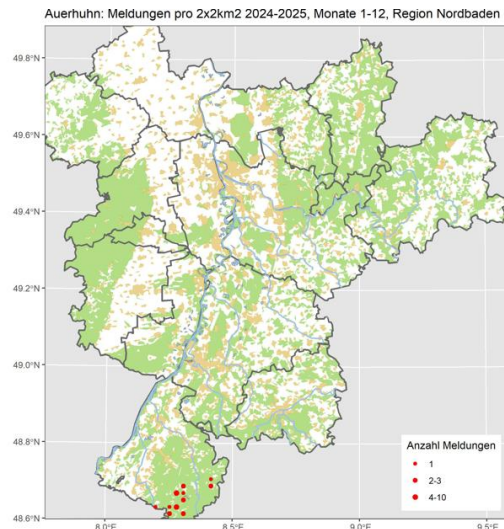 Auerhuhn: Meldungen pro 2x2km2 2024-2025, Monate 1-12, Region Nordbaden
49.8°N
49.6°N
49.4°N
49.2°N
49.0°N
48.8°N
48.6°N
Anzahl Meldungen
1
2-3
4-10
8.0°E
8.5°E
9.0°E
9.5°E